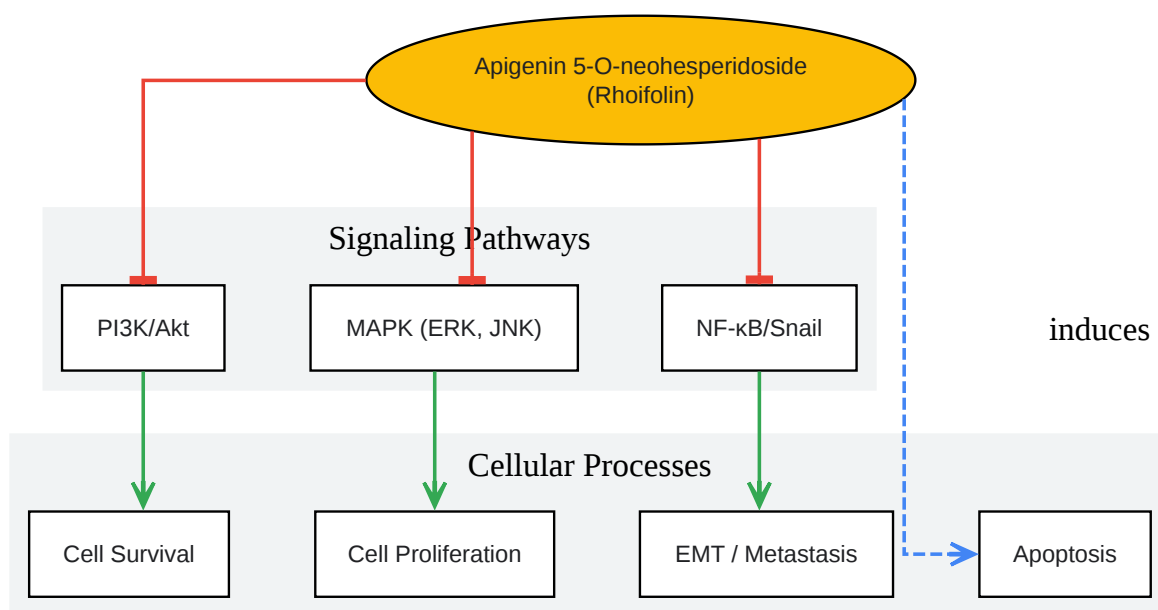 Apigenin 5-O-neohesperidoside
(Rhoifolin)
Signaling Pathways
PI3K/Akt
MAPK (ERK, JNK)
NF-κB/Snail
induces
Cellular Processes
Cell Survival
Cell Proliferation
EMT / Metastasis
Apoptosis